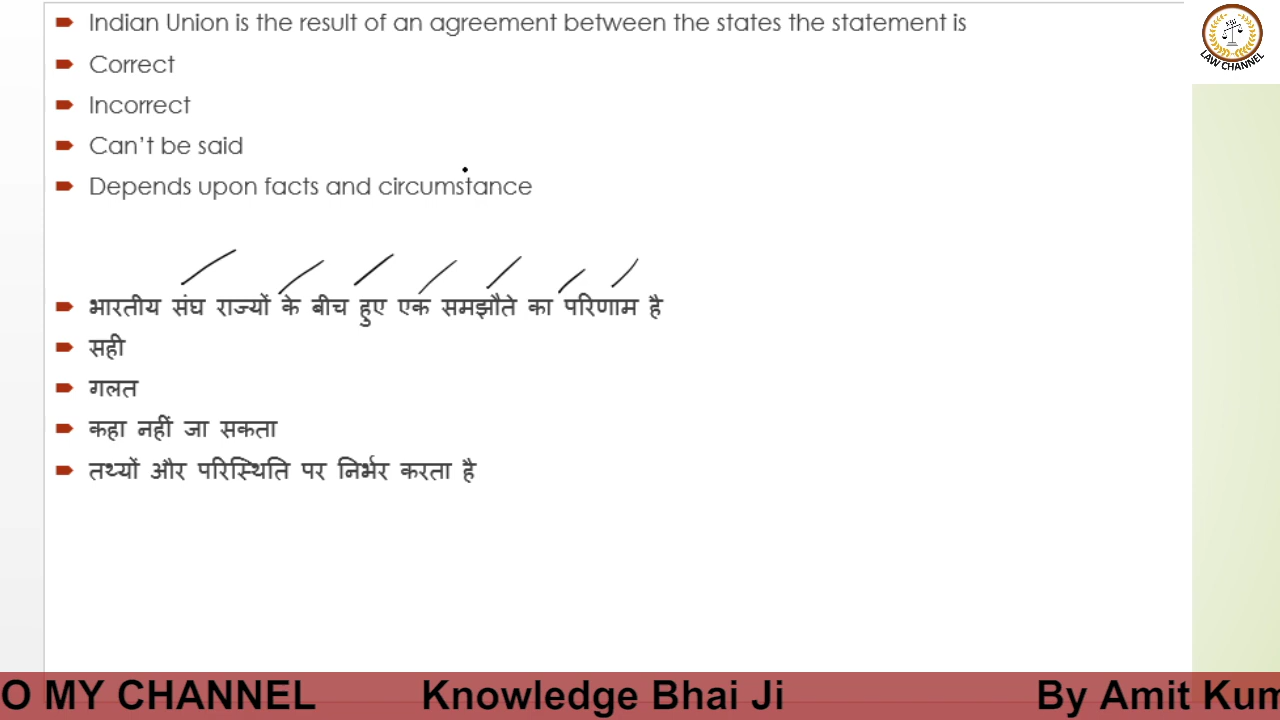 Indian Union is the result of an agreement between the states the statement is
Correct
Incorrect
Can't be said
Depends upon facts and circumstance
भारतीय संघ राज्यों के बीच हुए एक समझौते का परिणाम है
सही
गलत
कहा नहीं जा सकता
तथ्यों और परिस्थिति पर निर्भर करता है
LAW CHANNEL
O MY CHANNEL Knowledge Bhai Ji By Amit Kum